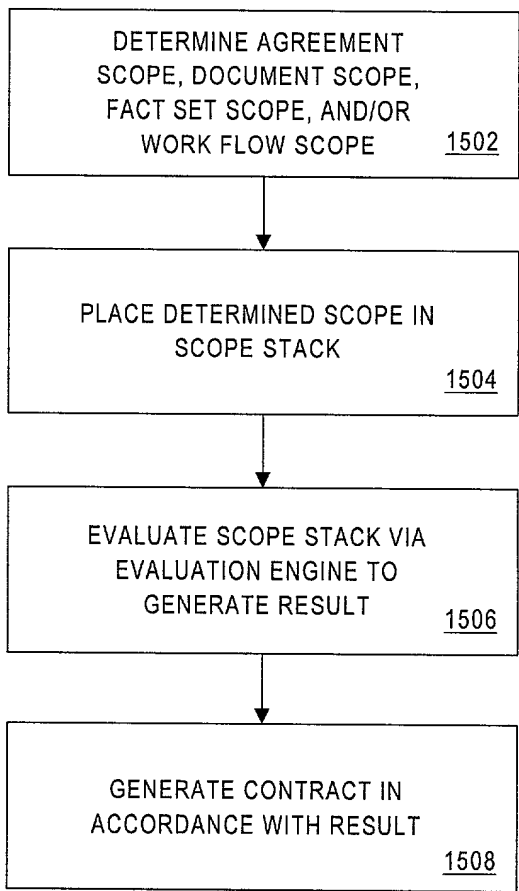 DETERMINE AGREEMENT
SCOPE, DOCUMENT SCOPE,
FACT SET SCOPE, AND/OR
WORK FLOW SCOPE
1502
PLACE DETERMINED SCOPE IN
SCOPE STACK
1504
EVALUATE SCOPE STACK VIA
EVALUATION ENGINE TO
GENERATE RESULT
1506
GENERATE CONTRACT IN
ACCORDANCE WITH RESULT
1508